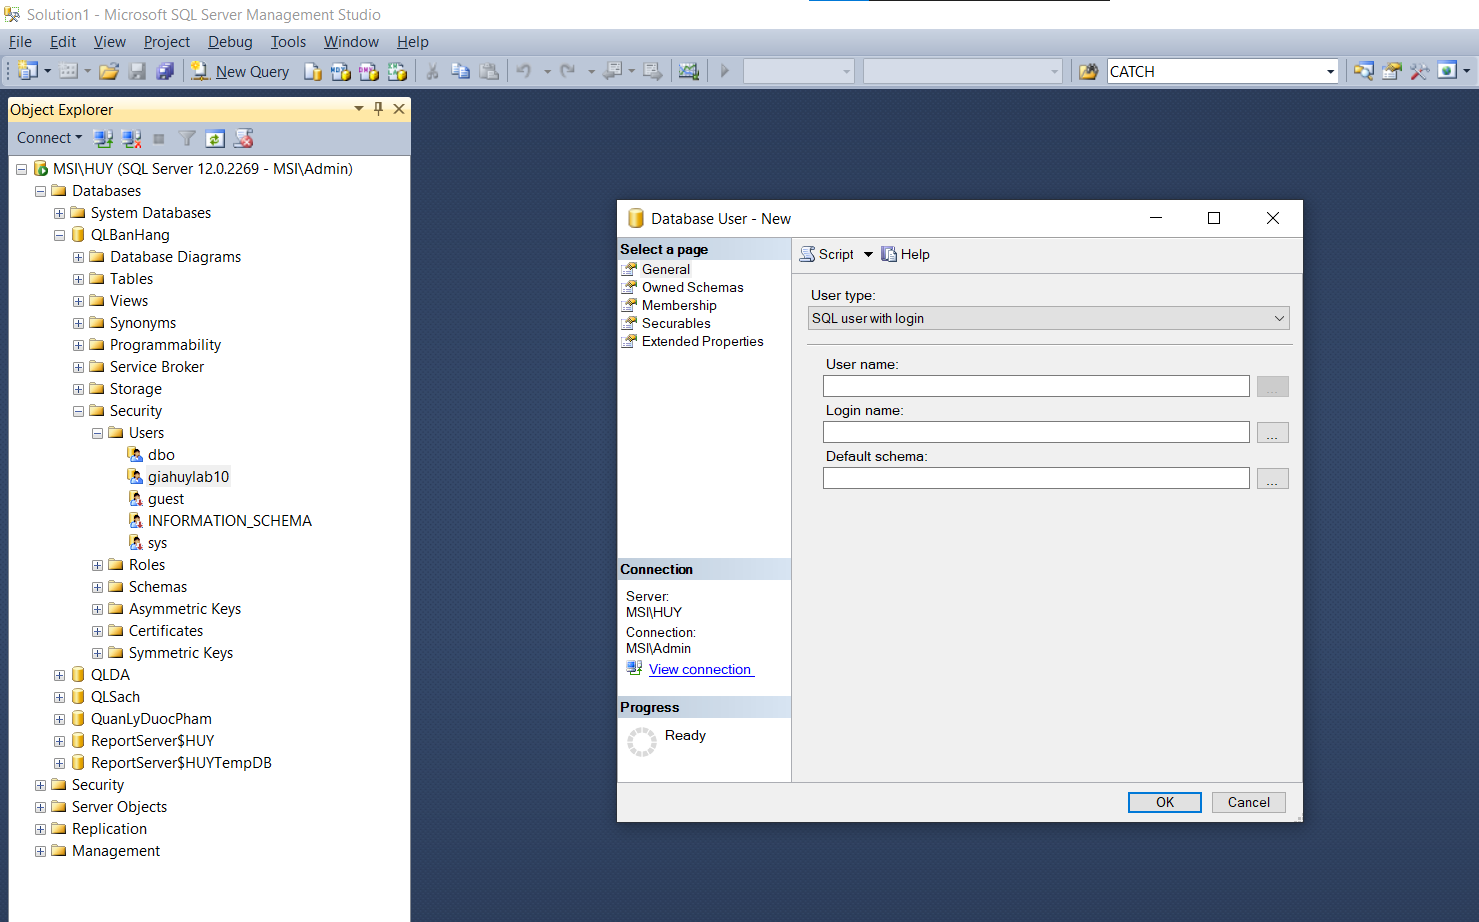 Solution1 - Microsoft SQL Server Management Studio
File Edit View Project Debug Tools Window Help
New Query CATCH
Object Explorer
Connect
MSI\HUY (SQL Server 12.0.2269 - MSI\Admin)
Databases
System Databases
QLBanHang
Database Diagrams
Tables
Views
Synonyms
Programmability
Service Broker
Storage
Security
Users
dbo
giahuylab10
guest
INFORMATION_SCHEMA
sys
Roles
Schemas
Asymmetric Keys
Certificates
Symmetric Keys
QLDA
QLSach
QuanLyDuocPham
ReportServer$HUY
ReportServer$HUYTempDB
Security
Server Objects
Replication
Management
Database User - New
Select a page
General
Owned Schemas
Membership
Securables
Extended Properties
Connection
Server:
MSI\HUY
Connection:
MSI\Admin
View connection
Progress
Ready
Script Help
User type:
SQL user with login
User name:
...
Login name:
...
Default schema:
...
OK Cancel